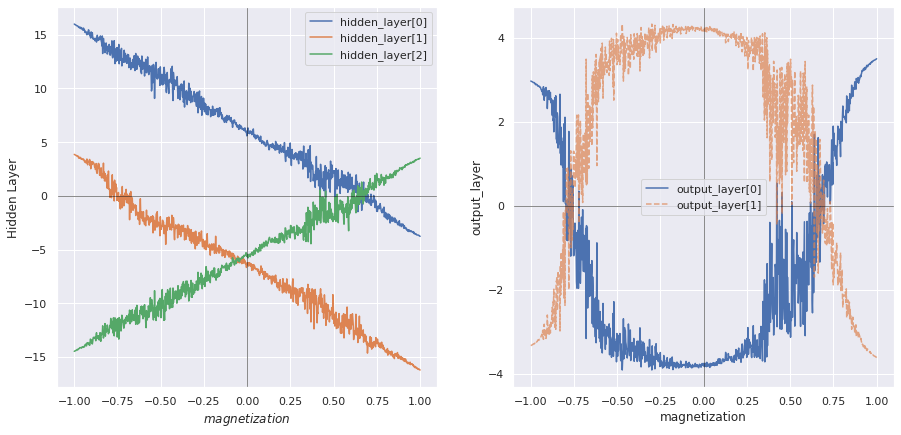 hidden_layer[0]
hidden_layer[1]
hidden_layer[2]
Hidden Layer
15
10
5
0
−5
−10
−15
−1.00 −0.75 −0.50 −0.25 0.00 0.25 0.50 0.75 1.00
magnetization
output_layer[0]
output_layer[1]
output_layer
4
2
0
−2
−4
−1.00 −0.75 −0.50 −0.25 0.00 0.25 0.50 0.75 1.00
magnetization